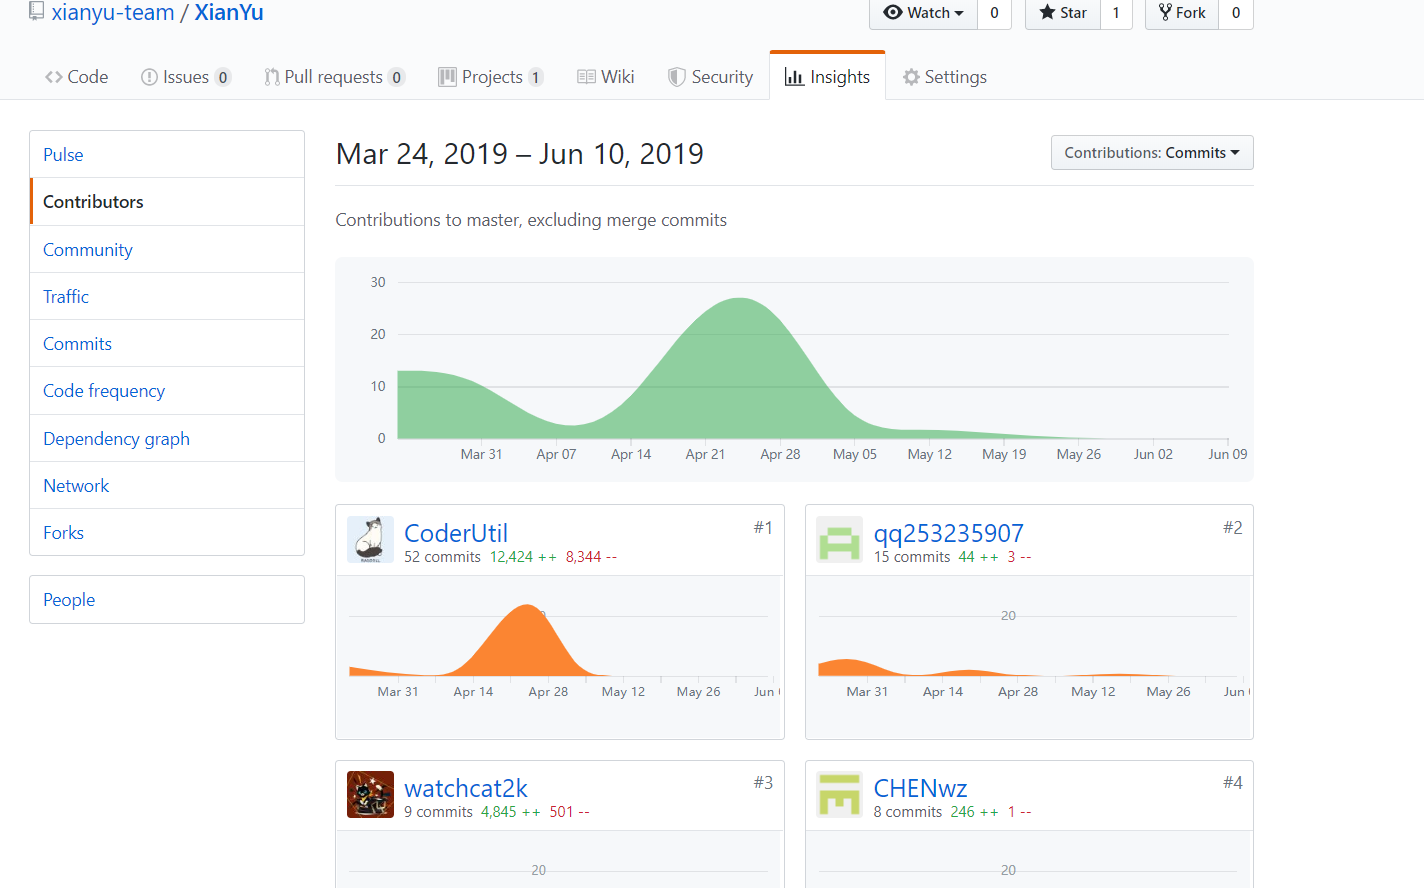 xianyu-team / XianYu
Watch 0 Star 1 Fork 0
Code Issues 0 Pull requests 0 Projects 1 Wiki Security Insights Settings
Pulse
Contributors
Community
Traffic
Commits
Code frequency
Dependency graph
Network
Forks
People
Mar 24, 2019 – Jun 10, 2019
Contributions: Commits
Contributions to master, excluding merge commits
30
20
10
0
Mar 31 Apr 07 Apr 14 Apr 21 Apr 28 May 05 May 12 May 19 May 26 Jun 02 Jun 09
CoderUtil #1
52 commits 12,424 ++ 8,344 --
Mar 31 Apr 14 Apr 28 May 12 May 26 Jun
qq253235907 #2
15 commits 44 ++ 3 --
20
Mar 31 Apr 14 Apr 28 May 12 May 26 Jun
watchcat2k #3
9 commits 4,845 ++ 501 --
20
CHENwz #4
8 commits 246 ++ 1 --
20